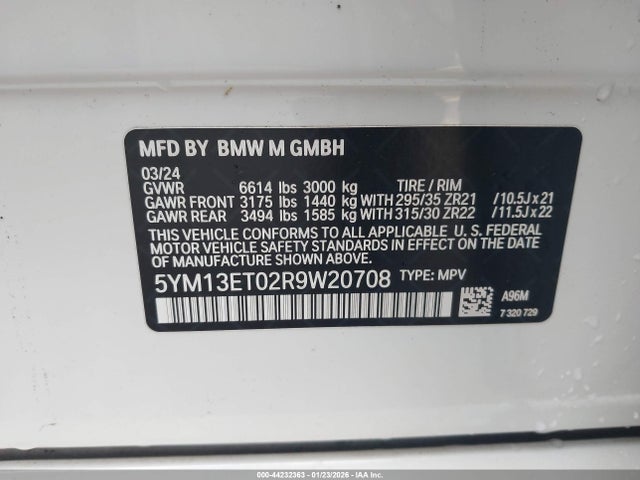 MFD BY BMW M GMBH
03/24
GVWR 6614 lbs 3000 kg TIRE / RIM
GAWR FRONT 3175 lbs 1440 kg WITH 295/35 ZR21 /10.5J x 21
GAWR REAR 3494 lbs 1585 kg WITH 315/30 ZR22 /11.5J x 22
THIS VEHICLE CONFORMS TO ALL APPLICABLE U. S. FEDERAL
MOTOR VEHICLE SAFETY STANDARDS IN EFFECT ON THE DATE
OF MANUFACTURE SHOWN ABOVE.
5YM13ET02R9W20708 TYPE: MPV
A96M
7 320 729
000-44232363 - 01/23/2026 - IAA Inc.